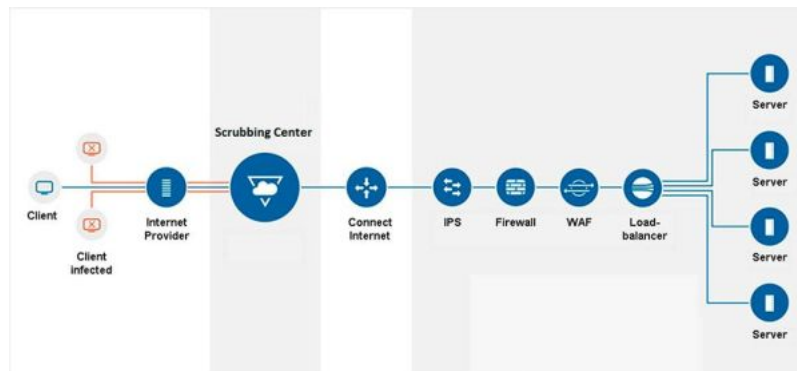 Scrubbing Center
Client
Client
infected
Internet
Provider
Connect
Internet
IPS
Firewall
WAF
Load-
balancer
Server
Server
Server
Server